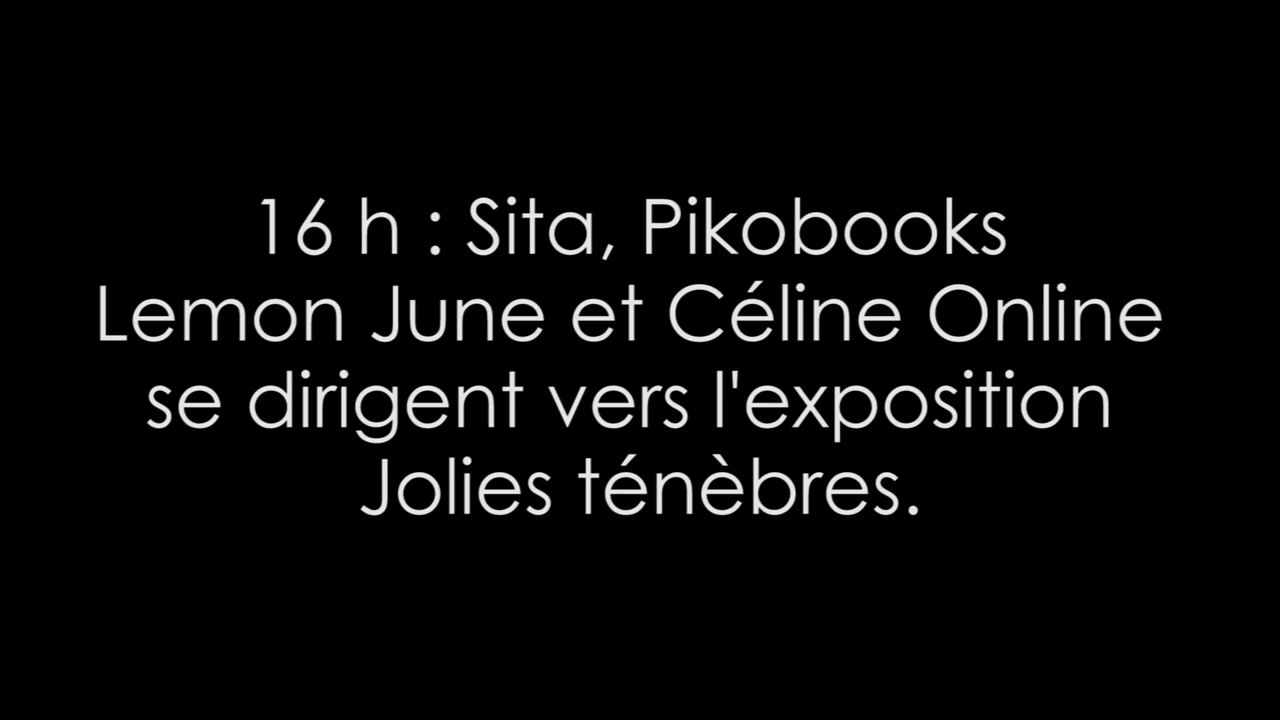 16 h : Sita, Pikobooks
Lemon June et Céline Online
se dirigent vers l'exposition
Jolies ténèbres.